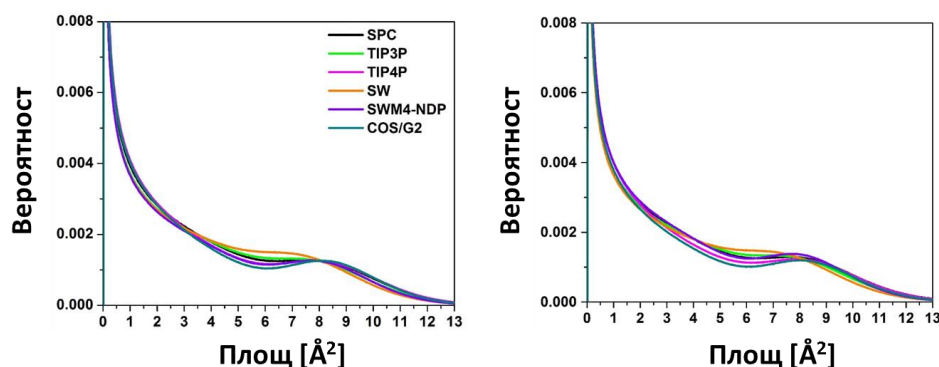 Вероятност
0.008
0.006
0.004
0.002
0.000
SPC
TIP3P
TIP4P
SW
SWM4-NDP
COS/G2
0 1 2 3 4 5 6 7 8 9 10 11 12 13
Площ [Å²]
Вероятност
0.008
0.006
0.004
0.002
0.000
0 1 2 3 4 5 6 7 8 9 10 11 12 13
Площ [Å²]